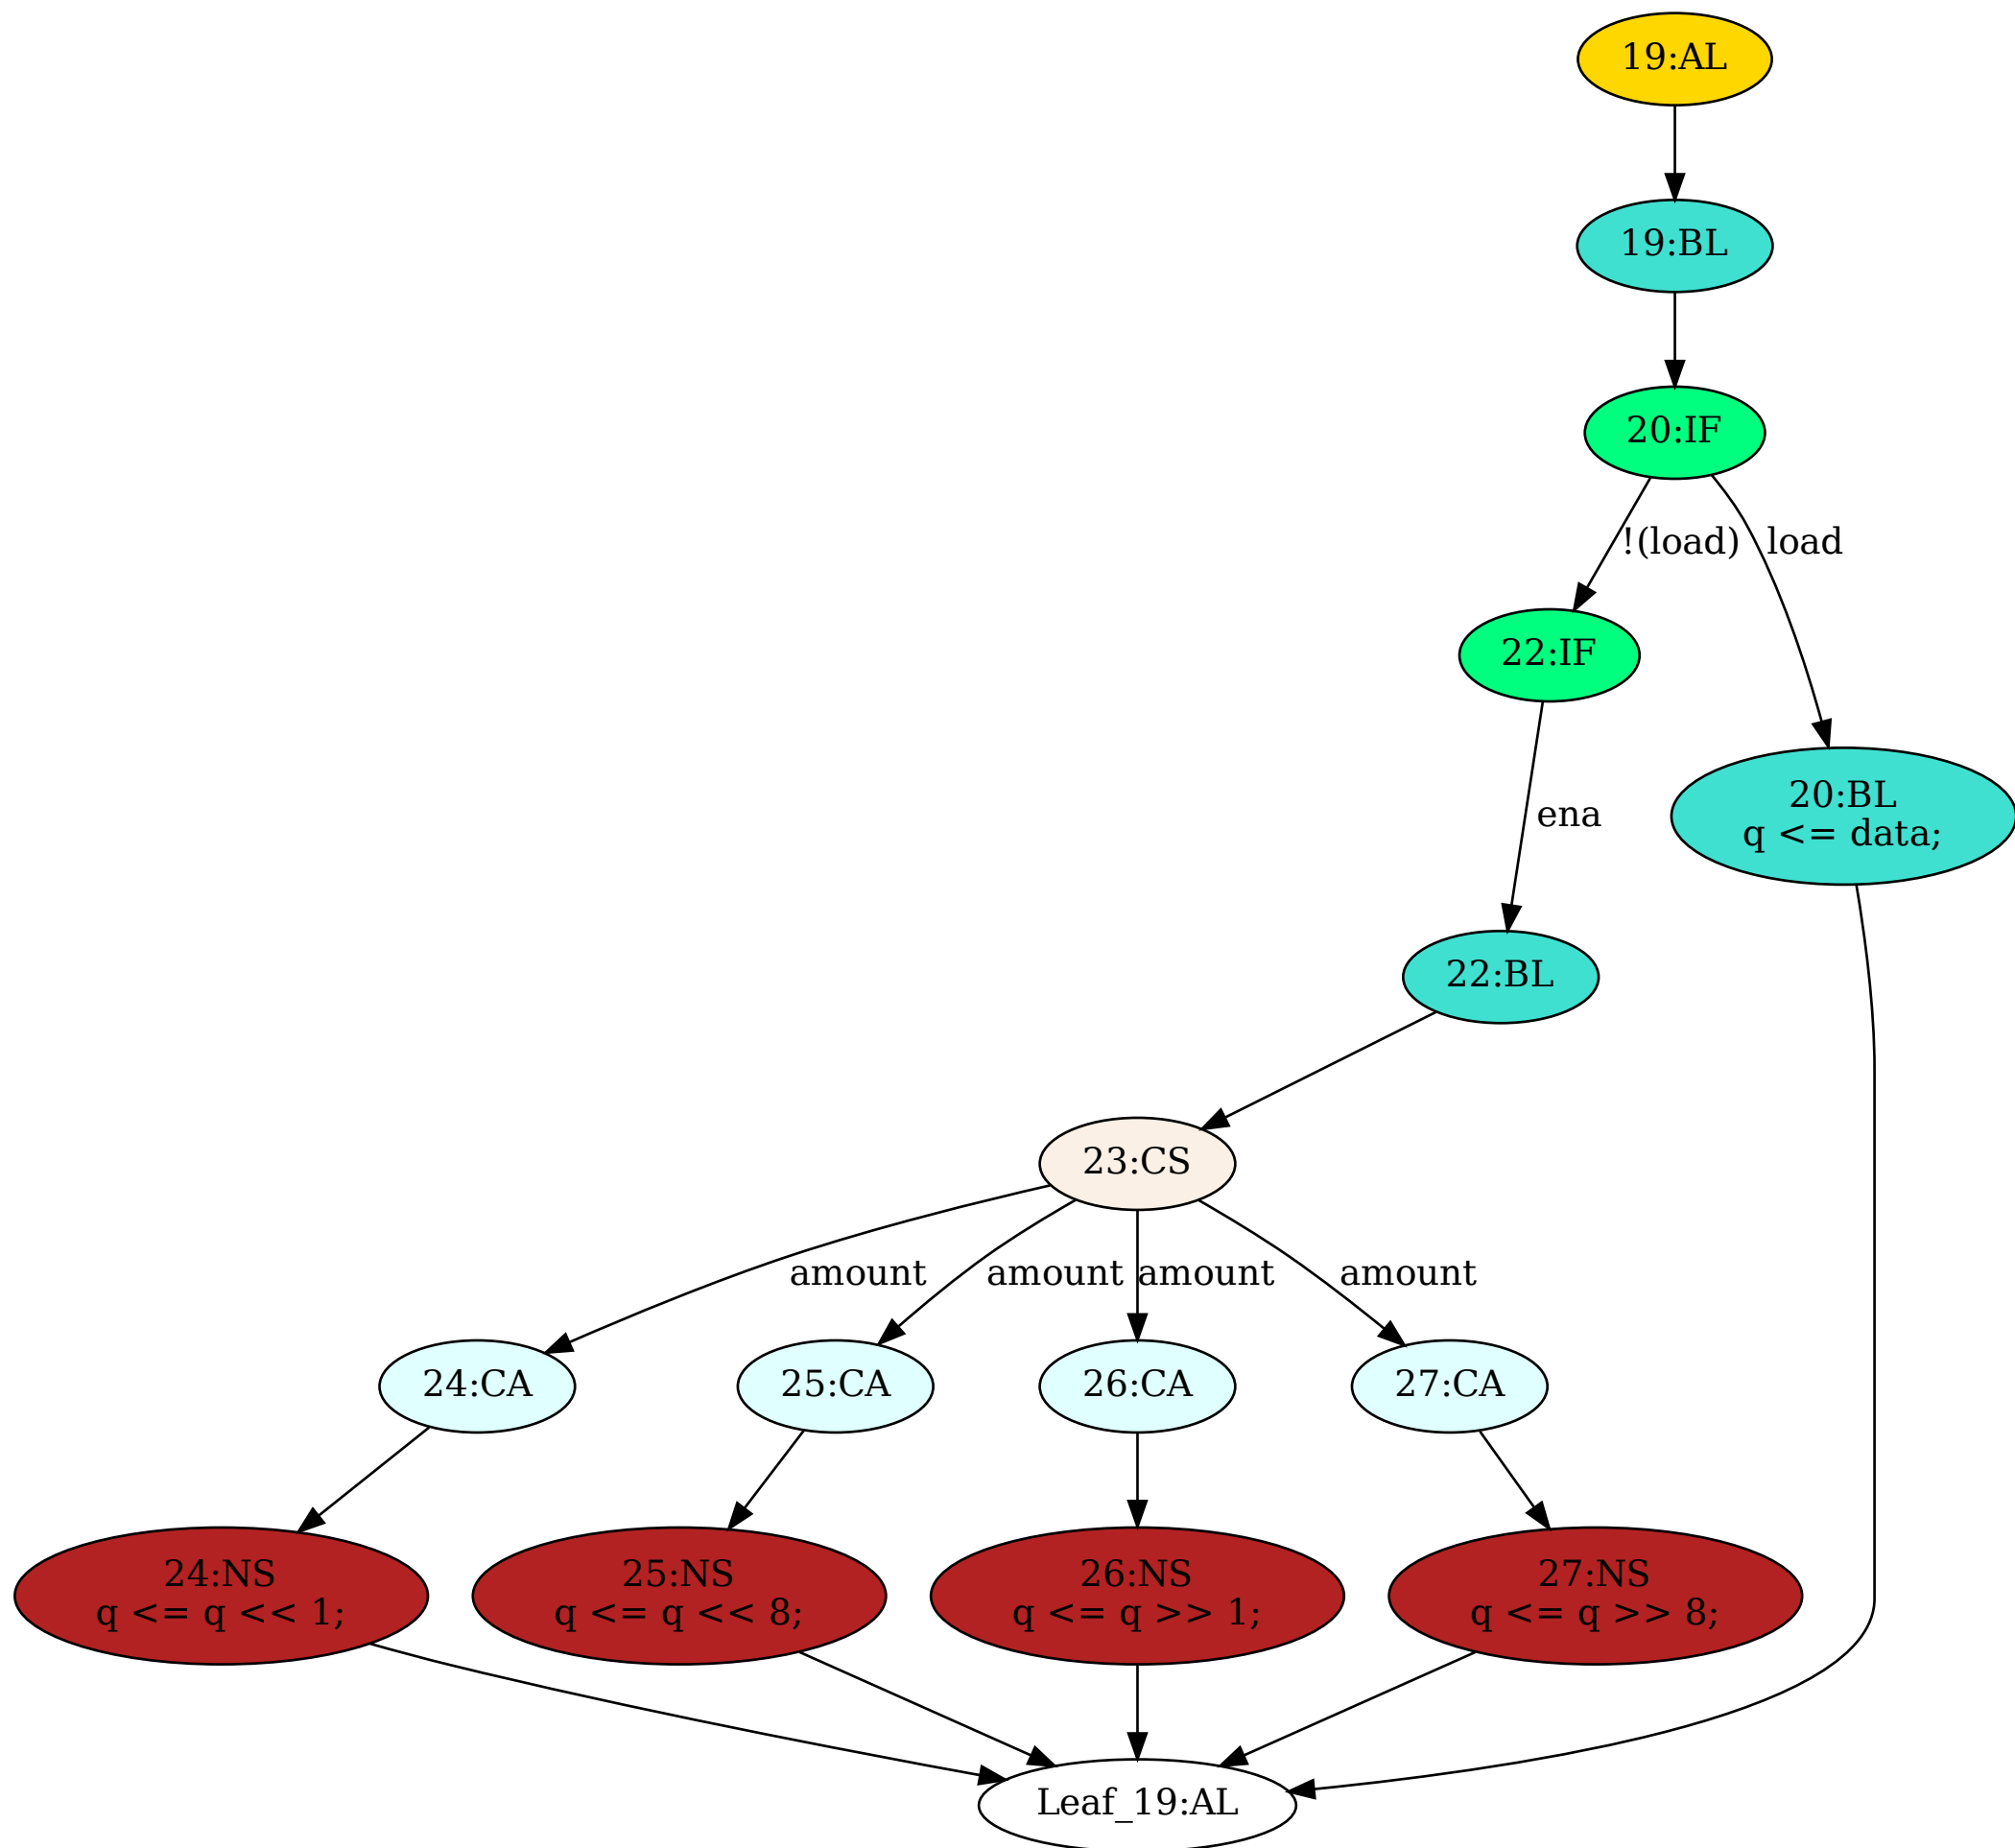 19:AL
19:BL
20:IF
!(load)
load
22:IF
20:BL
q <= data;
ena
22:BL
23:CS
amount
amount
amount
amount
24:CA
25:CA
26:CA
27:CA
24:NS
q <= q << 1;
25:NS
q <= q << 8;
26:NS
q <= q >> 1;
27:NS
q <= q >> 8;
Leaf_19:AL